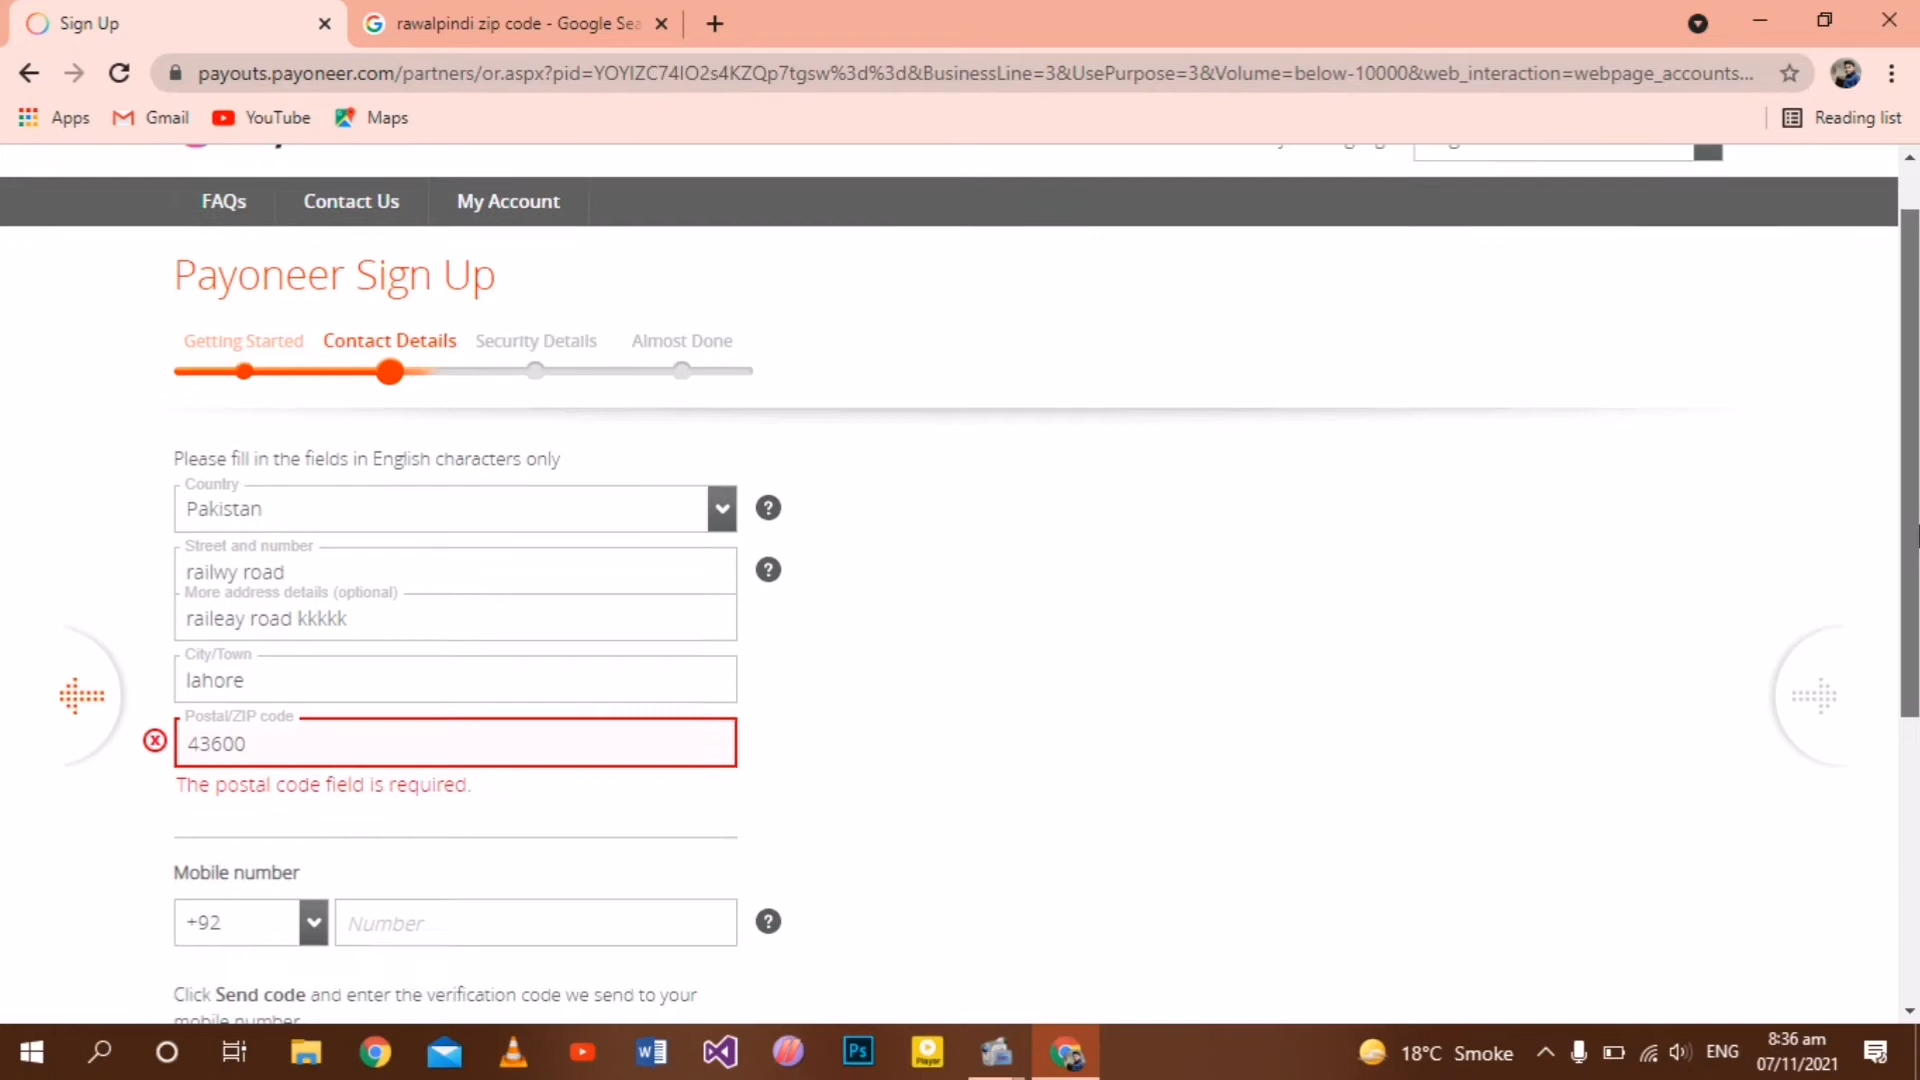 Sign Up
rawalpindi zip code - Google Sea
payouts.payoneer.com/partners/or.aspx?pid=YOYIZC74IO2s4KZQp7tgsw%3d%3d&BusinessLine=3&UsePurpose=3&Volume=below-10000&web_interaction=webpage_accounts...
Apps
Gmail
YouTube
Maps
Reading list
FAQs
Contact Us
My Account
Payoneer Sign Up
Getting Started
Contact Details
Security Details
Almost Done
Please fill in the fields in English characters only
Country
Pakistan
?
Street and number
railwy road
?
More address details (optional)
raileay road kkkkk
City/Town
lahore
Postal/ZIP code
43600
The postal code field is required.
Mobile number
+92
Number
?
Click Send code and enter the verification code we send to your
mobile number
Ps
Player
18°C Smoke
ENG
8:36 am
07/11/2021